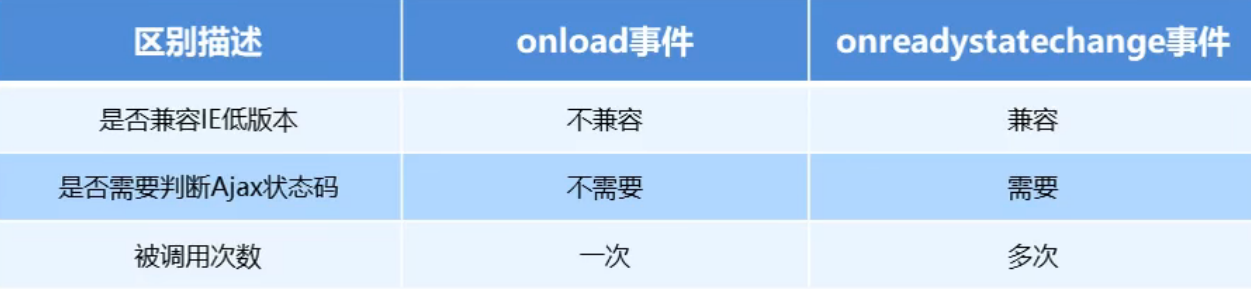 区别描述 onload事件 onreadystatechange事件
是否兼容IE低版本 不兼容 兼容
是否需要判断Ajax状态码 不需要 需要
被调用次数 一次 多次